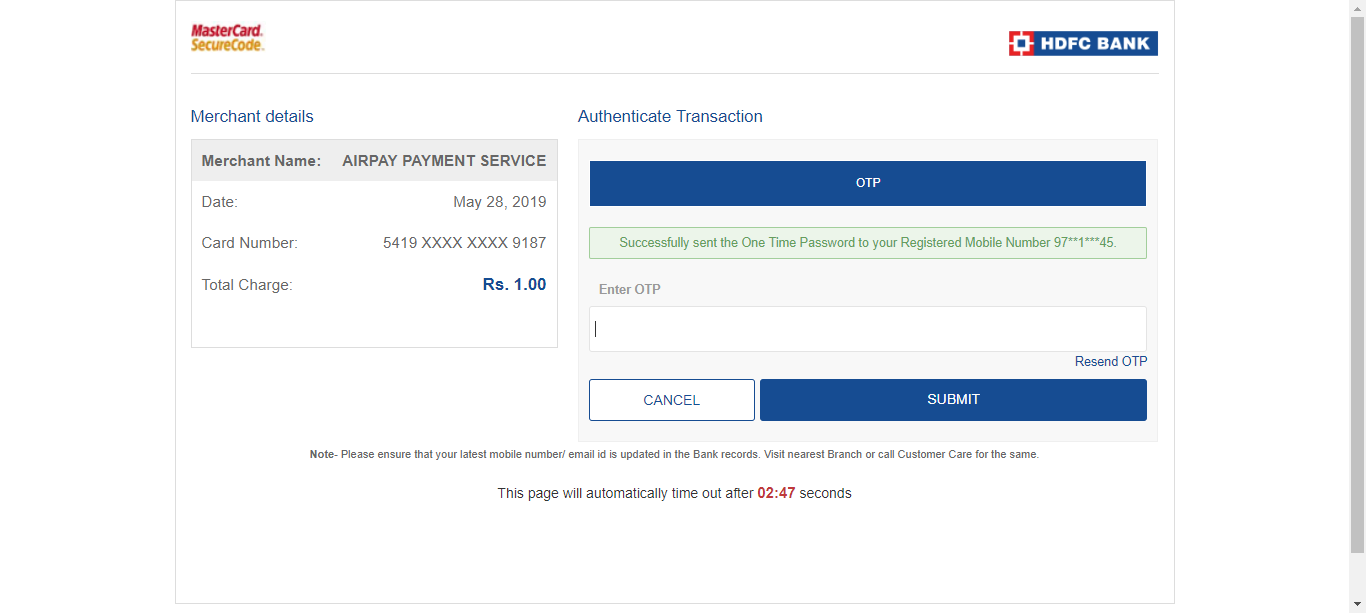 MasterCard.
SecureCode.
HDFC BANK
Merchant details
Merchant Name: AIRPAY PAYMENT SERVICE
Date: May 28, 2019
Card Number: 5419 XXXX XXXX 9187
Total Charge: Rs. 1.00
Authenticate Transaction
OTP
Successfully sent the One Time Password to your Registered Mobile Number 97**1***45.
Enter OTP
Resend OTP
CANCEL SUBMIT
Note- Please ensure that your latest mobile number/ email id is updated in the Bank records. Visit nearest Branch or call Customer Care for the same.
This page will automatically time out after 02:47 seconds